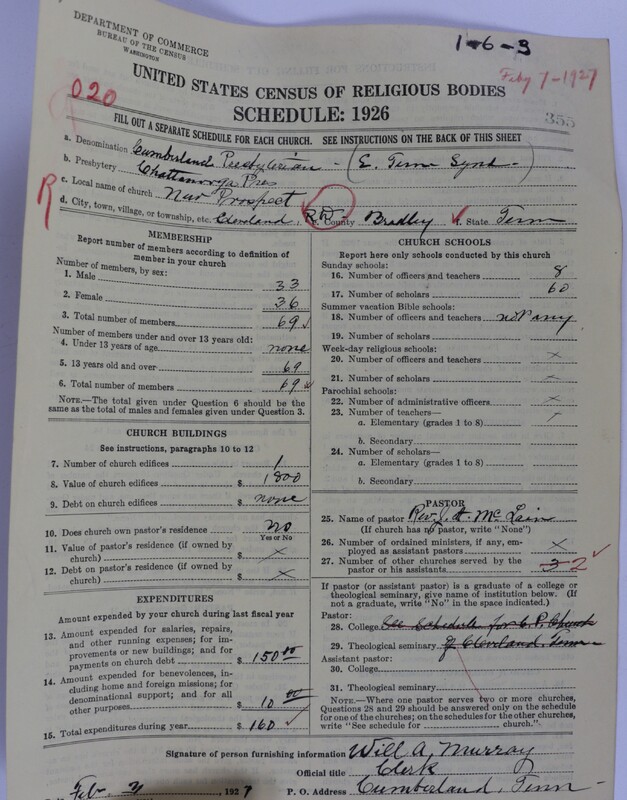 DEPARTMENT OF COMMERCE
BUREAU OF THE CENSUS
WASHINGTON
1-6-3
Feby 7-1927
020
355
UNITED STATES CENSUS OF RELIGIOUS BODIES
SCHEDULE: 1926
FILL OUT A SEPARATE SCHEDULE FOR EACH CHURCH. SEE INSTRUCTIONS ON THE BACK OF THIS SHEET
a. Denomination Cumberland Presbyterian - (E. Tenn Synod-)
b. Presbytery Chattanooga Pres
c. Local name of church New Prospect
R
d. City, town, village, or township, etc. Cleveland, RD County Bradley f. State Tenn
MEMBERSHIP
Report number of members according to definition of
member in your church
Number of members, by sex:
1. Male 33
2. Female 36
3. Total number of members 69
Number of members under and over 13 years old:
4. Under 13 years of age none
5. 13 years old and over 69
6. Total number of members 69
NOTE.—The total given under Question 6 should be
same as the total of males and females given under Question 3.
CHURCH BUILDINGS
See instructions, paragraphs 10 to 12
7. Number of church edifices 1
8. Value of church edifices $ 1800
9. Debt on church edifices $ none
10. Does church own pastor's residence no
Yes or No
11. Value of pastor's residence (if owned by
church) $ x
12. Debt on pastor's residence (if owned by
church) $ x
EXPENDITURES
Amount expended by your church during last fiscal year
13. Amount expended for salaries, repairs,
and other running expenses; for im-
provements or new buildings; and for
payments on church debt $ 150 00
14. Amount expended for benevolences, in-
cluding home and foreign missions; for
denominational support; and for all
other purposes $ 10 00
15. Total expenditures during year $ 160 ✓
CHURCH SCHOOLS
Report here only schools conducted by this church
Sunday schools:
16. Number of officers and teachers 8
17. Number of scholars 60
Summer vacation Bible schools:
18. Number of officers and teachers not any
19. Number of scholars
Week-day religious schools:
20. Number of officers and teachers x
21. Number of scholars x
Parochial schools:
22. Number of administrative officers x
23. Number of teachers—
a. Elementary (grades 1 to 8)
b. Secondary
24. Number of scholars—
a. Elementary (grades 1 to 8)
b. Secondary
PASTOR
25. Name of pastor Rev. McLain
(If church has no pastor, write "None")
26. Number of ordained ministers, if any, em-
ployed as assistant pastors x
27. Number of other churches served by the
pastor or his assistants 3 2 ✓
If pastor (or assistant pastor) is a graduate of a college or
theological seminary, give name of institution below. (If
not a graduate, write "No" in the space indicated.)
Pastor:
28. College See Schedule for C.P. Church
29. Theological seminary of Cleveland, Tenn
Assistant pastor:
30. College
31. Theological seminary
NOTE.—Where one pastor serves two or more churches,
Questions 28 and 29 should be answered only on the schedule
for one of the churches; on the schedules for the other churches,
write "See schedule for church."
Signature of person furnishing information Will A. Murray
Official title Clerk
Feb. 1927 P. O. Address Cumberland, Tenn